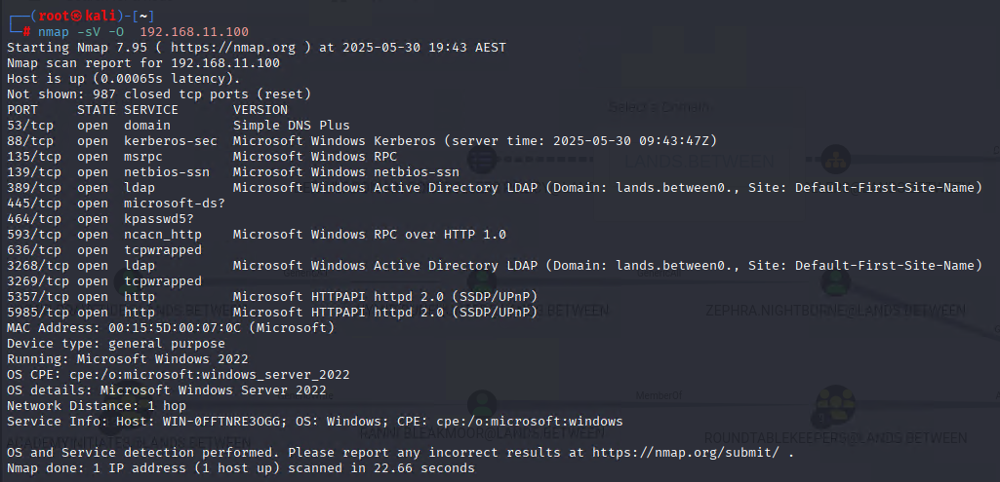 ┌──(root㉿kali)-[~]
└─# nmap -sV -O  192.168.11.100
Starting Nmap 7.95 ( https://nmap.org ) at 2025-05-30 19:43 AEST
Nmap scan report for 192.168.11.100
Host is up (0.00065s latency).
Not shown: 987 closed tcp ports (reset)
PORT     STATE SERVICE       VERSION
53/tcp   open  domain        Simple DNS Plus
88/tcp   open  kerberos-sec  Microsoft Windows Kerberos (server time: 2025-05-30 09:43:47Z)
135/tcp  open  msrpc         Microsoft Windows RPC
139/tcp  open  netbios-ssn   Microsoft Windows netbios-ssn
389/tcp  open  ldap          Microsoft Windows Active Directory LDAP (Domain: lands.between0., Site: Default-First-Site-Name)
445/tcp  open  microsoft-ds?
464/tcp  open  kpasswd5?
593/tcp  open  ncacn_http    Microsoft Windows RPC over HTTP 1.0
636/tcp  open  tcpwrapped
3268/tcp open  ldap          Microsoft Windows Active Directory LDAP (Domain: lands.between0., Site: Default-First-Site-Name)
3269/tcp open  tcpwrapped
5357/tcp open  http          Microsoft HTTPAPI httpd 2.0 (SSDP/UPnP)
5985/tcp open  http          Microsoft HTTPAPI httpd 2.0 (SSDP/UPnP)
MAC Address: 00:15:5D:00:07:0C (Microsoft)
Device type: general purpose
Running: Microsoft Windows 2022
OS CPE: cpe:/o:microsoft:windows_server_2022
OS details: Microsoft Windows Server 2022
Network Distance: 1 hop
Service Info: Host: WIN-0FFTNRE3OGG; OS: Windows; CPE: cpe:/o:microsoft:windows

OS and Service detection performed. Please report any incorrect results at https://nmap.org/submit/ .
Nmap done: 1 IP address (1 host up) scanned in 22.66 seconds
Select a domain
LANDS.BETWEEN
ZEPHRA.NIGHTBORNE@LANDS.BETWEEN
MemberOf
ROUNDTABLEKEEPERS@LANDS.BETWEEN